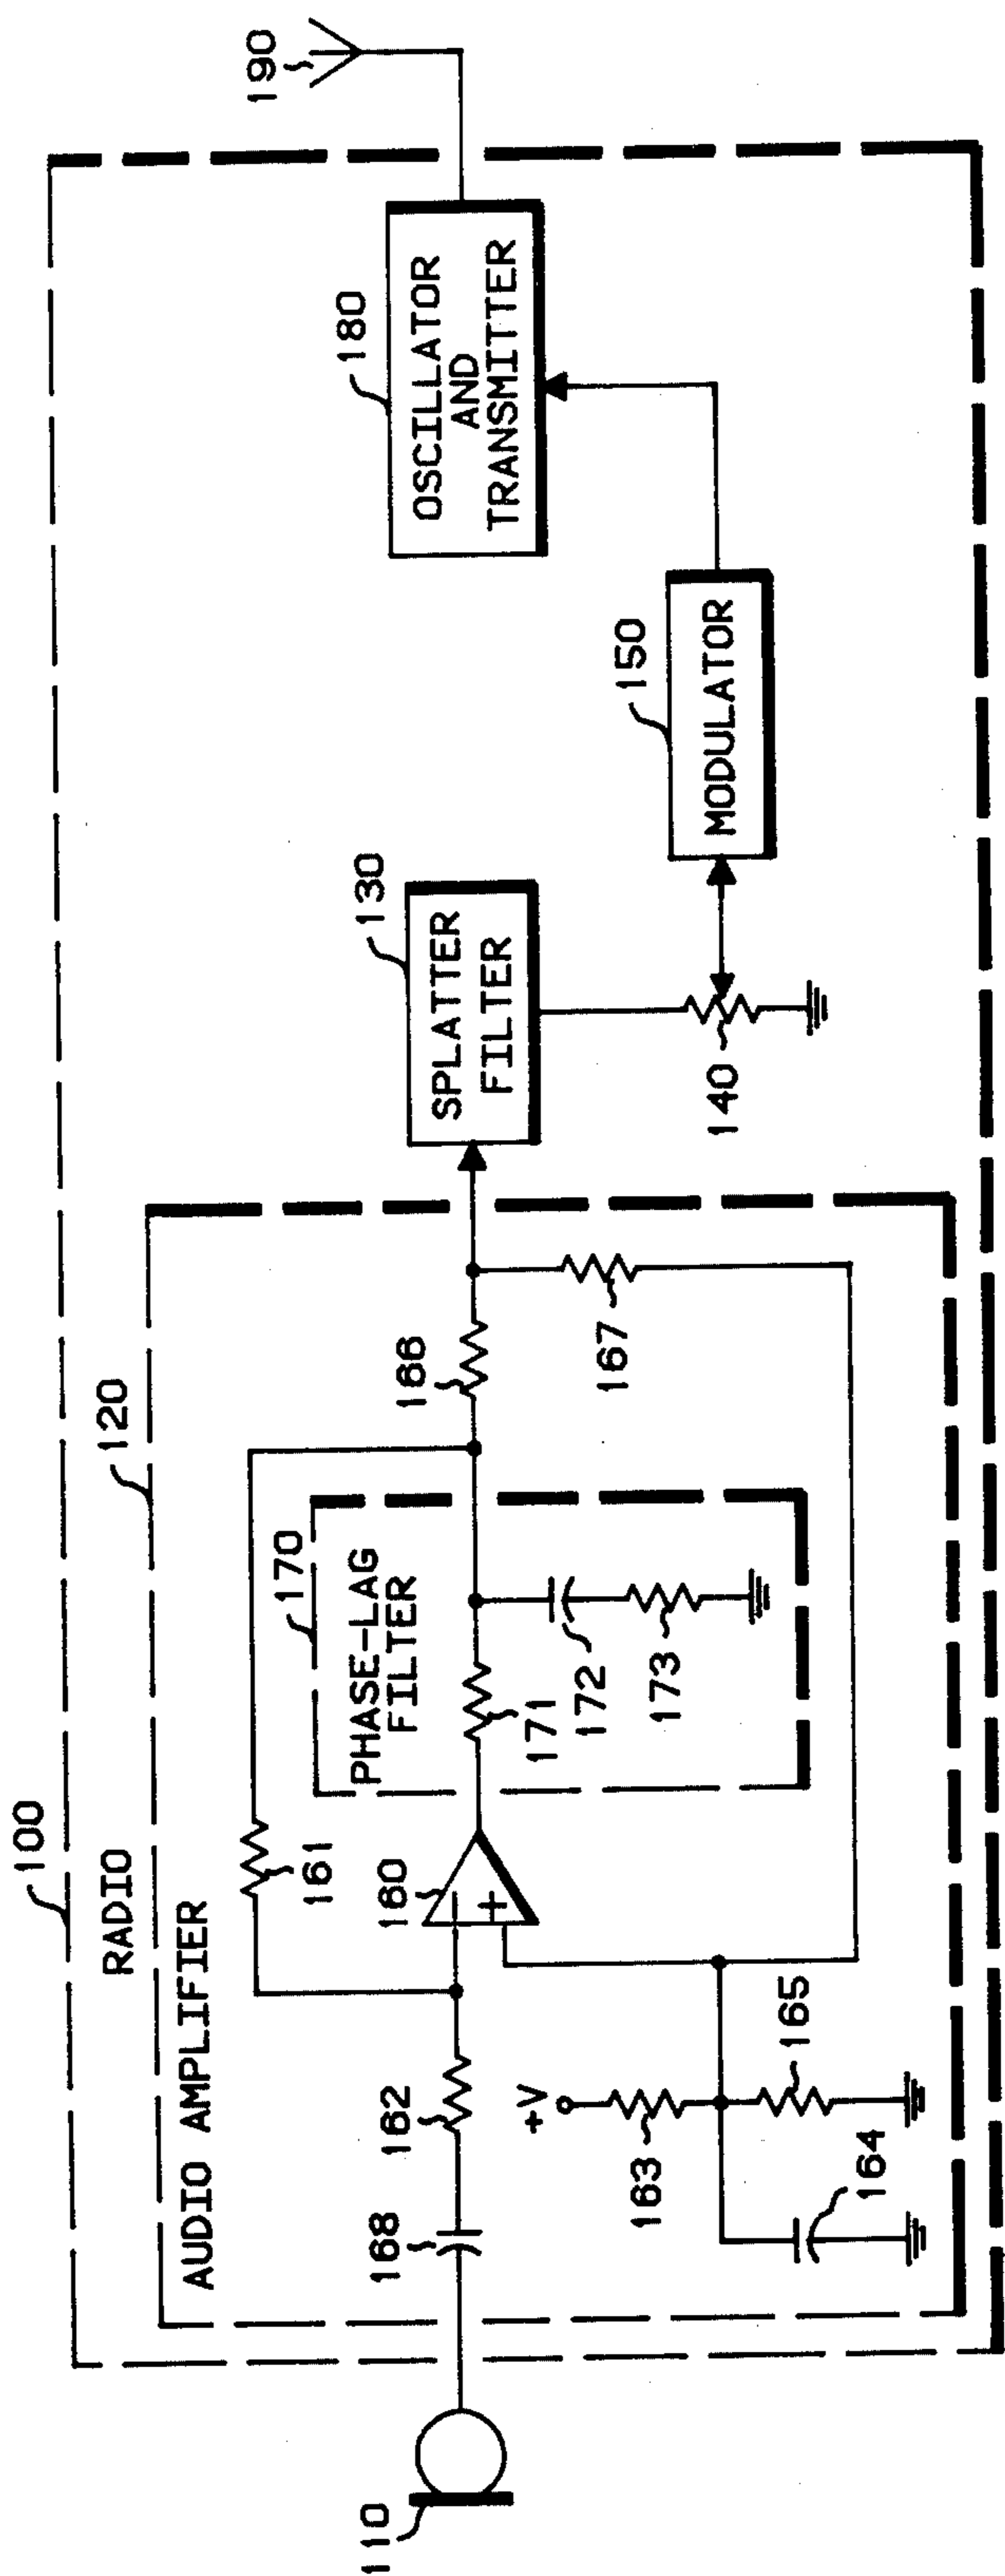 100
RADIO
120
AUDIO AMPLIFIER
110
168
162
161
160
170
PHASE-LAG
FILTER
171
172
173
166
167
+V
163
164
165
130
SPLATTER
FILTER
140
150
MODULATOR
180
OSCILLATOR
AND
TRANSMITTER
190
−
+